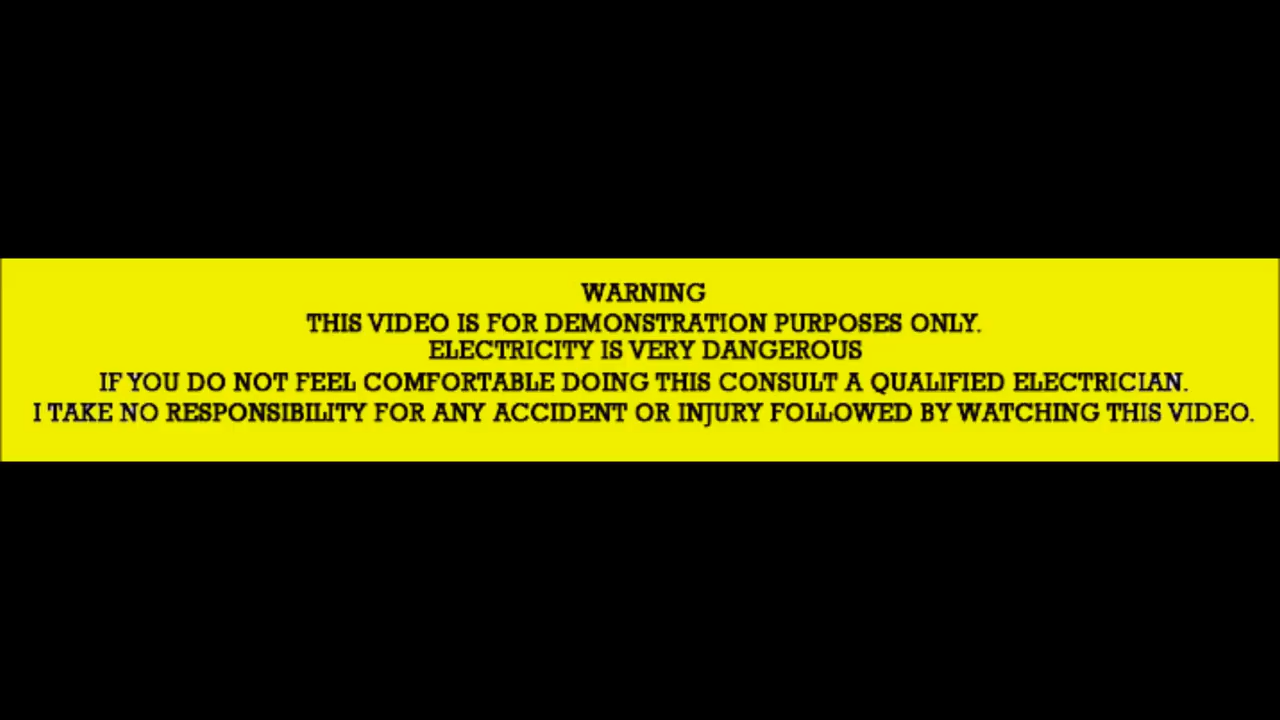 WARNING
THIS VIDEO IS FOR DEMONSTRATION PURPOSES ONLY.
ELECTRICITY IS VERY DANGEROUS
IF YOU DO NOT FEEL COMFORTABLE DOING THIS CONSULT A QUALIFIED ELECTRICIAN.
I TAKE NO RESPONSIBILITY FOR ANY ACCIDENT OR INJURY FOLLOWED BY WATCHING THIS VIDEO.